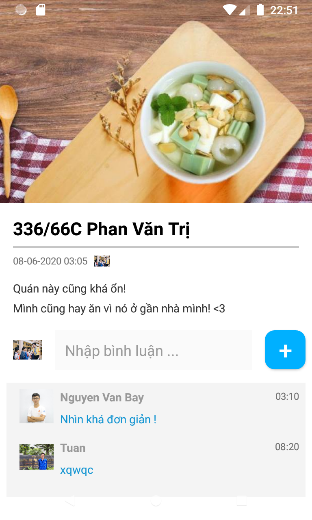 22:51
336/66C Phan Văn Trị
08-06-2020 03:05
Quán này cũng khá ổn!
Mình cũng hay ăn vì nó ở gần nhà mình! <3
Nhập bình luận ...
+
Nguyen Van Bay 03:10
Nhìn khá đơn giản !
Tuan 08:20
xqwqc